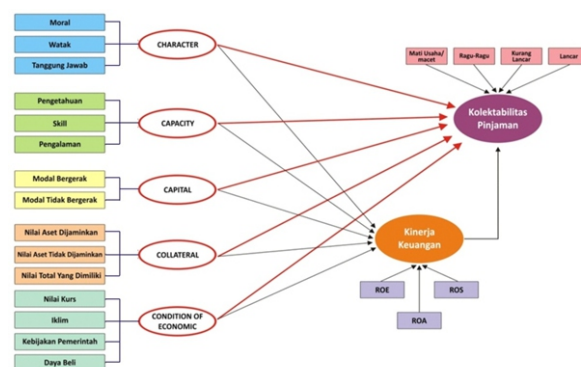 Moral
Watak
Tanggung Jawab
CHARACTER
Pengetahuan
Skill
Pengalaman
CAPACITY
Modal Bergerak
Modal Tidak Bergerak
CAPITAL
Nilai Aset Dijaminkan
Nilai Aset Tidak Dijaminkan
Nilai Total Yang Dimiliki
COLLATERAL
Nilai Kurs
Iklim
Kebijakan Pemerintah
Daya Beli
CONDITION OF
ECONOMIC
Mati Usaha/
macet
Ragu-Ragu
Kurang
Lancar
Lancar
Kolektabilitas
Pinjaman
Kinerja
Keuangan
ROE
ROA
ROS